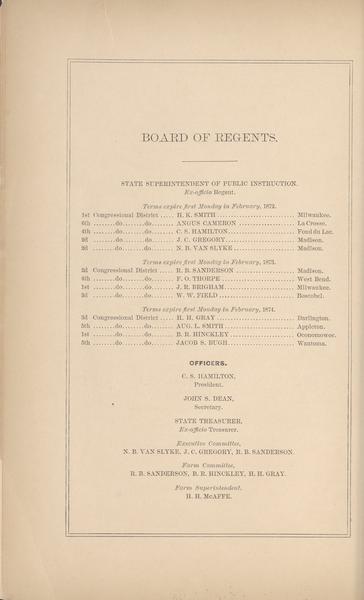 BOARD OF REGENTS.
STATE SUPERINTENDENT OF PUBLIC INSTRUCTION.
Ex-officio Regent.
Terms expire first Monday in February, 1872.
1st Congressional District ..... H. K. SMITH ........................ Milwaukee.
6th ........do........do........ ANGUS CAMERON ................. La Crosse.
4th ........do........do........ C. S. HAMILTON.................... Fond du Lac.
2d ........do........do........ J. C. GREGORY ..................... Madison.
2d ........do........do........ N. B. VAN SLYKE .................. Madison.
Terms expire first Monday in February, 1873.
2d Congressional District ..... R. B. SANDERSON .................. Madison.
4th ........do........do........ F. O. THORPE ....................... West Bend.
1st ........do........do........ J. R. BRIGHAM ..................... Milwaukee.
3d ........do........do........ W. W. FIELD ........................ Boscobel.
Terms expire first Monday in February, 1874.
3d Congressional District ..... H. H. GRAY ......................... Darlington.
5th ........do........do........ AUG. L. SMITH ..................... Appleton.
1st ........do........do........ B. R. HINCKLEY .................... Oconomowoc.
5th ........do........do........ JACOB S. BUGH..................... Wautoma.
OFFICERS.
C. S. HAMILTON,
President.
JOHN S. DEAN,
Secretary.
STATE TREASURER,
Ex-officio Treasurer.
Executive Committee,
N. B. VAN SLYKE, J. C. GREGORY, R. B. SANDERSON.
Farm Committee,
R. B. SANDERSON, B. R. HINCKLEY, H. H. GRAY.
Farm Superintendent,
H. H. McAFFE.